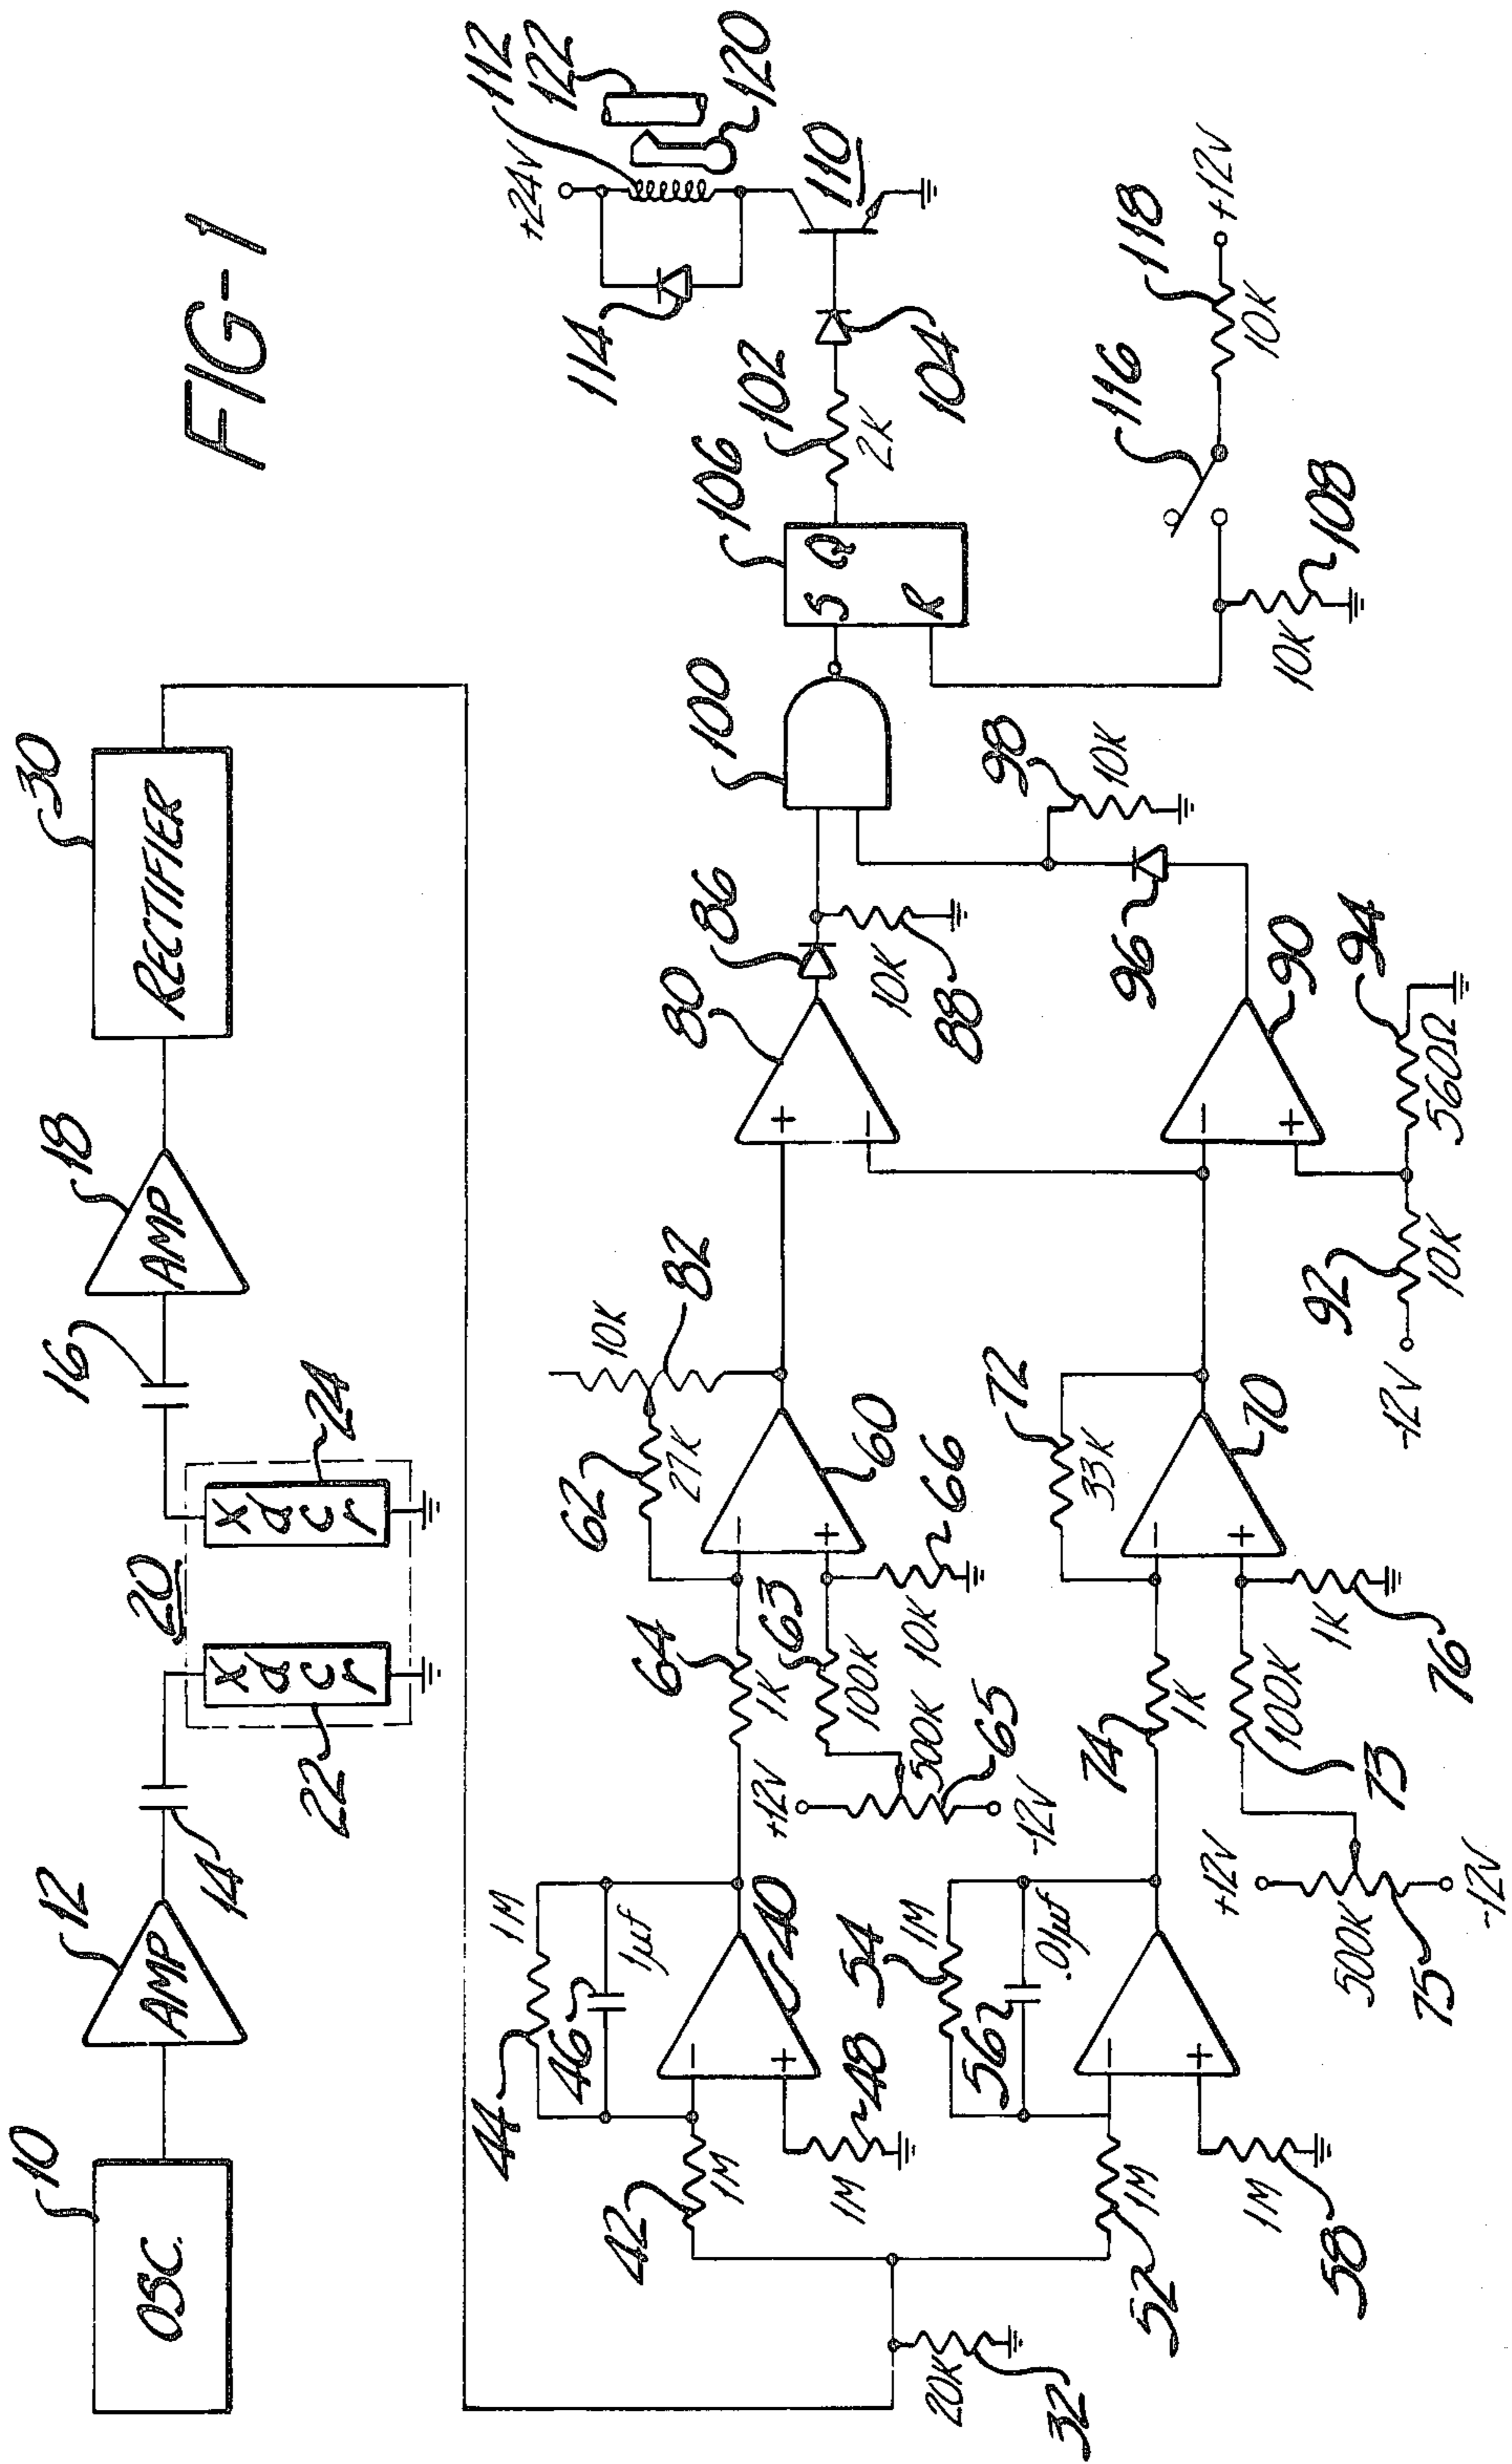 FIG-1
10
OSC.
12
AMP
14
20
22
Xdcr
24
Xdcr
16
18
AMP
30
RECTIFIER
20K
32
42
1M
44
1M
46
1µf
40
1M
48
52
1M
54
1M
56
.01µf
1M
58
64
1K
62
27K
10K
82
60
63
100K
10K
66
+12V
500K
65
-12V
74
1K
72
33K
70
100K
73
1K
76
+12V
500K
75
-12V
80
86
10K
88
90
92
10K
-12V
94
560Ω
96
98
10K
100
106
S Q
R
102
2K
104
110
114
+24V
112
122
120
116
118
10K
+12V
10K
108